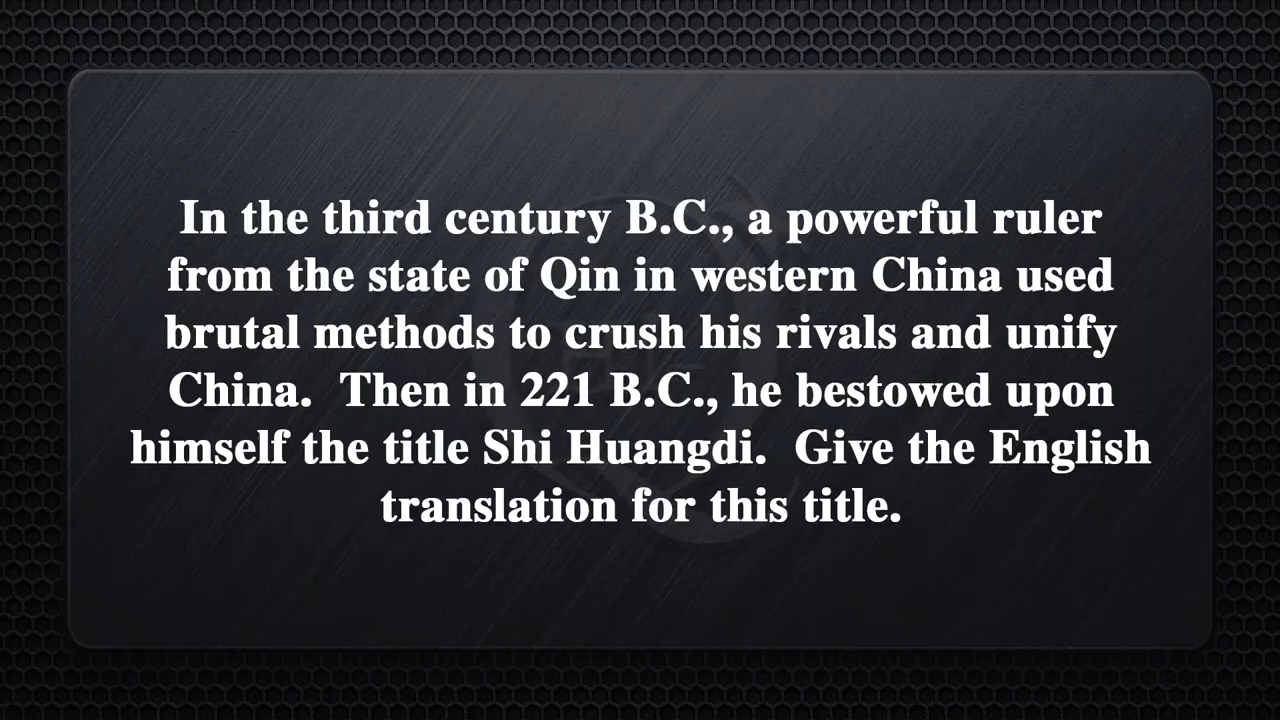 In the third century B.C., a powerful ruler
from the state of Qin in western China used
brutal methods to crush his rivals and unify
China.  Then in 221 B.C., he bestowed upon
himself the title Shi Huangdi.  Give the English
translation for this title.